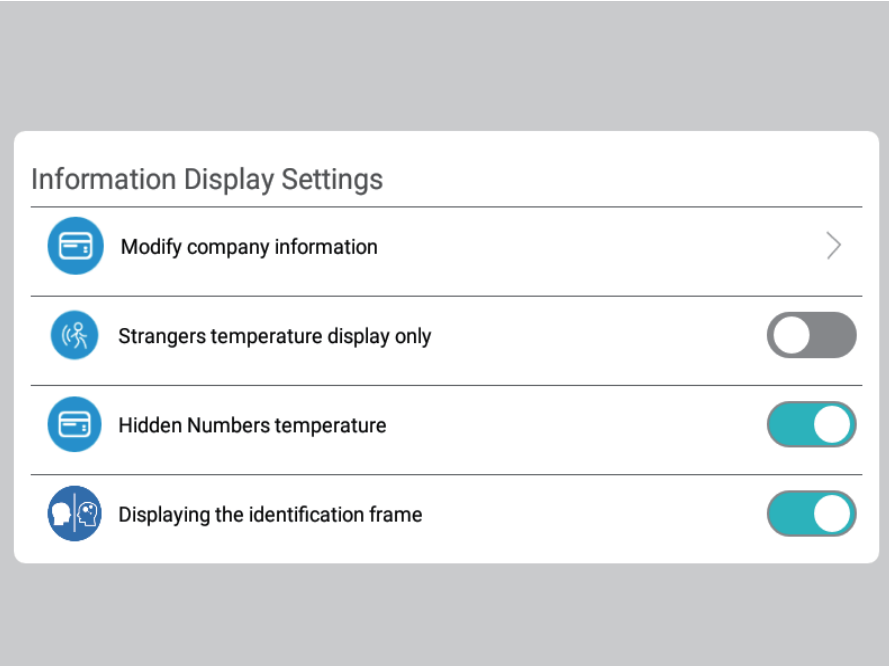 Information Display Settings
Modify company information
Strangers temperature display only
Hidden Numbers temperature
Displaying the identification frame